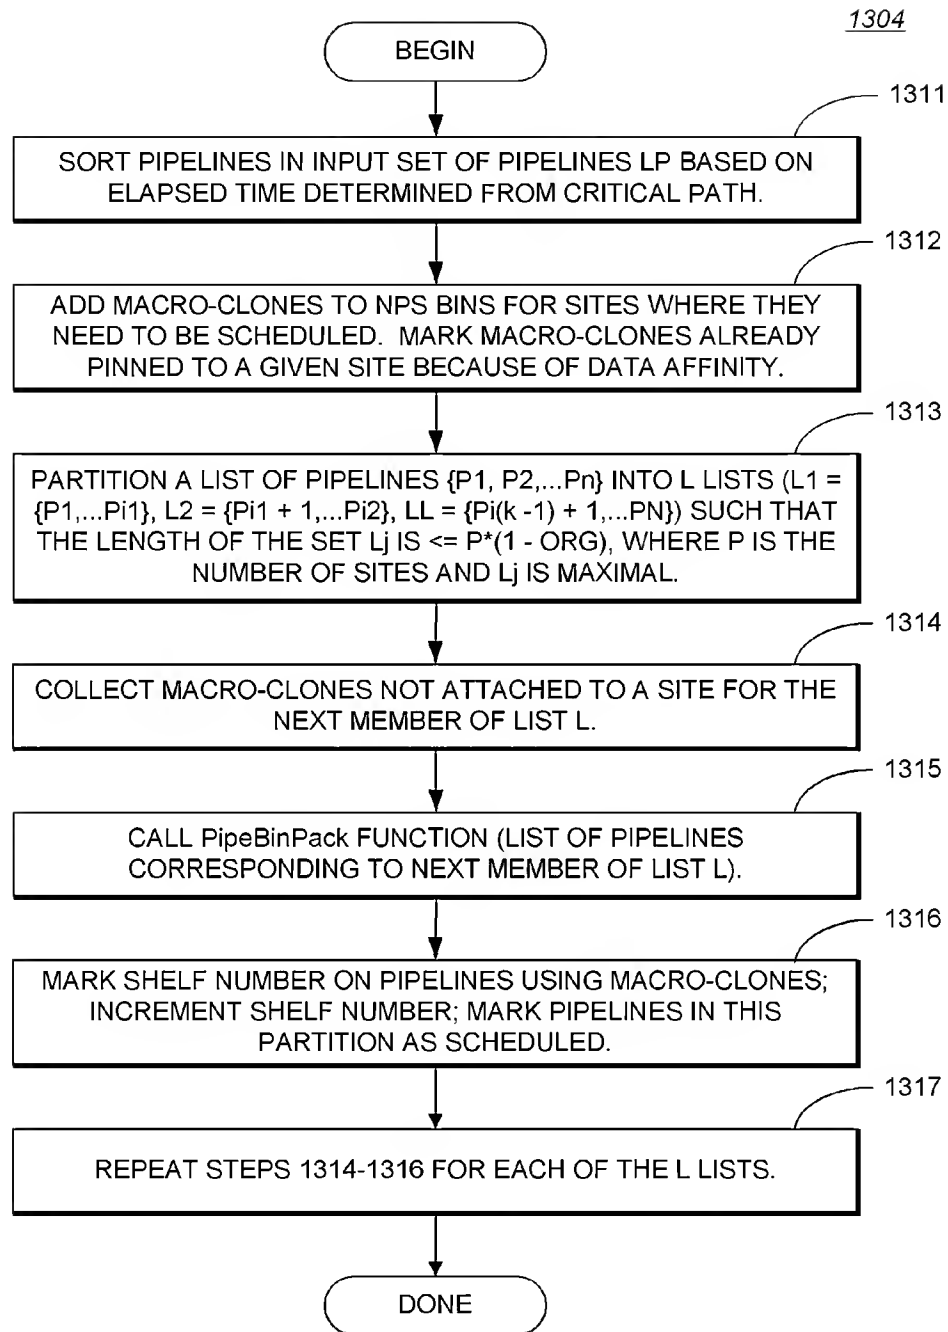 1304
BEGIN
1311
SORT PIPELINES IN INPUT SET OF PIPELINES LP BASED ON
ELAPSED TIME DETERMINED FROM CRITICAL PATH.
1312
ADD MACRO-CLONES TO NPS BINS FOR SITES WHERE THEY
NEED TO BE SCHEDULED.  MARK MACRO-CLONES ALREADY
PINNED TO A GIVEN SITE BECAUSE OF DATA AFFINITY.
1313
PARTITION A LIST OF PIPELINES {P1, P2,...Pn} INTO L LISTS (L1 =
{P1,...Pi1}, L2 = {Pi1 + 1,...Pi2}, LL = {Pi(k -1) + 1,...PN}) SUCH THAT
THE LENGTH OF THE SET Lj IS <= P*(1 - ORG), WHERE P IS THE
NUMBER OF SITES AND Lj IS MAXIMAL.
1314
COLLECT MACRO-CLONES NOT ATTACHED TO A SITE FOR THE
NEXT MEMBER OF LIST L.
1315
CALL PipeBinPack FUNCTION (LIST OF PIPELINES
CORRESPONDING TO NEXT MEMBER OF LIST L).
1316
MARK SHELF NUMBER ON PIPELINES USING MACRO-CLONES;
INCREMENT SHELF NUMBER; MARK PIPELINES IN THIS
PARTITION AS SCHEDULED.
1317
REPEAT STEPS 1314-1316 FOR EACH OF THE L LISTS.
DONE